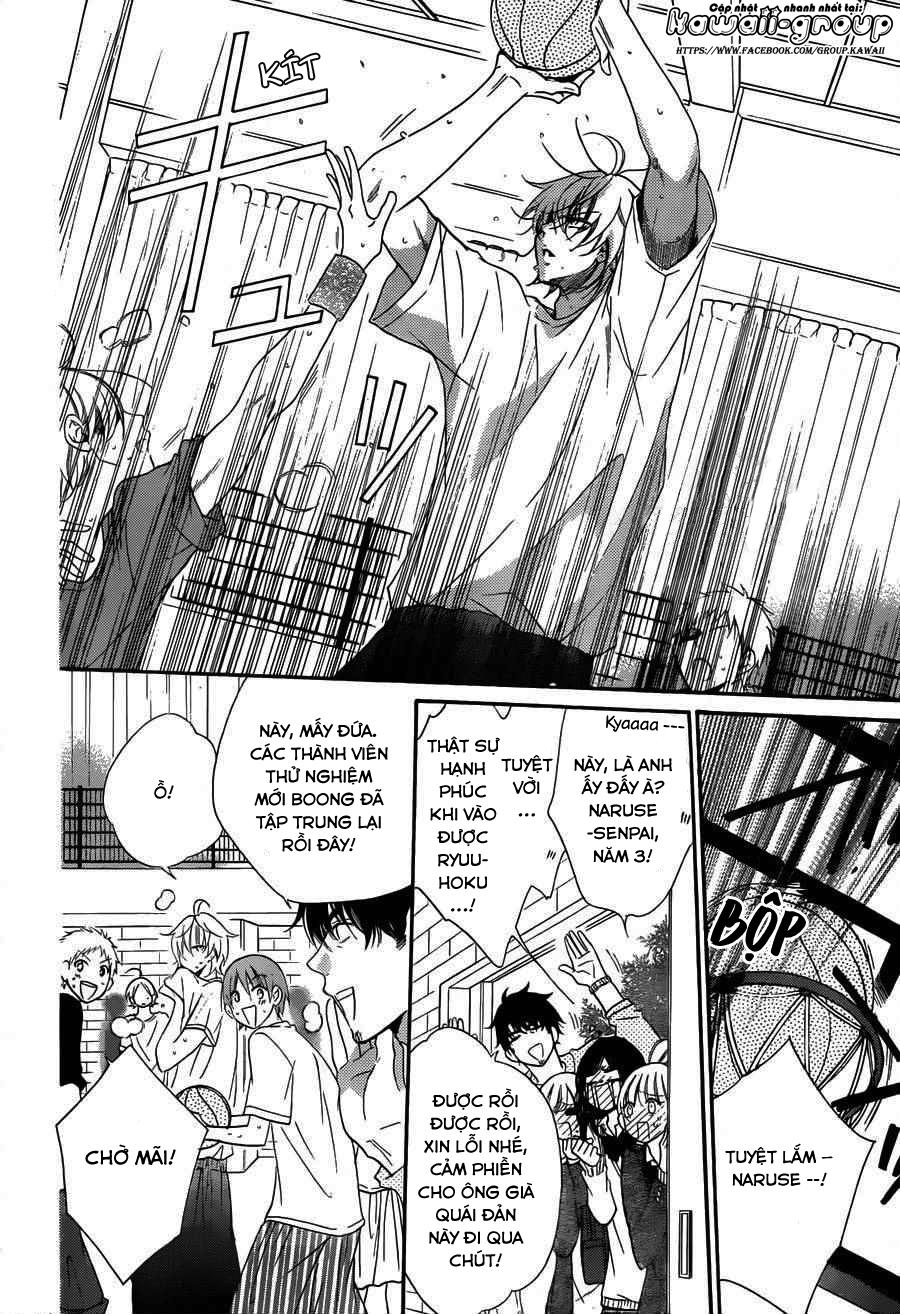 Cập nhật nhanh nhất tại:
kawaii-group
HTTPS://WWW.FACEBOOK.COM/GROUP.KAWAII
KÍT
キュッ
BỘP
TUYỆT LẮM –
NARUSE --!
Kyaaaa ---
NÀY, LÀ ANH
ẤY ĐẤY À?
NARUSE
-SENPAI,
NĂM 3!
TUYỆT
VỜI
...
THẬT SỰ
HẠNH
PHÚC
KHI VÀO
ĐƯỢC
RYUU-
HOKU
...!
ĐƯỢC RỒI
ĐƯỢC RỒI,
XIN LỖI NHÉ,
CẢM PHIỀN
CHO ÔNG GIÀ
QUÁI ĐẢN
NÀY ĐI QUA
CHÚT!
NÀY, MẤY ĐỨA.
CÁC THÀNH VIÊN
THỬ NGHIỆM
MỚI BOONG ĐÃ
TẬP TRUNG LẠI
RỒI ĐÂY!
Ồ!
CHỜ MÃI!